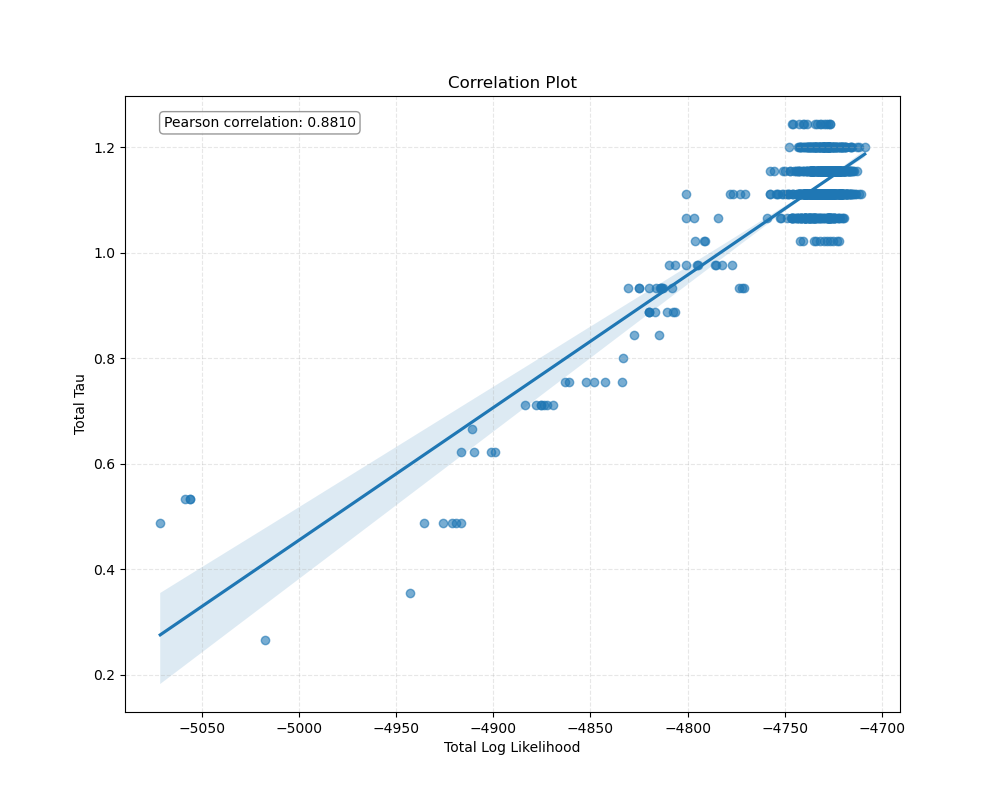 Correlation Plot
Pearson correlation: 0.8810
1.2
1.0
0.8
0.6
0.4
0.2
Total Tau
−5050 −5000 −4950 −4900 −4850 −4800 −4750 −4700
Total Log Likelihood